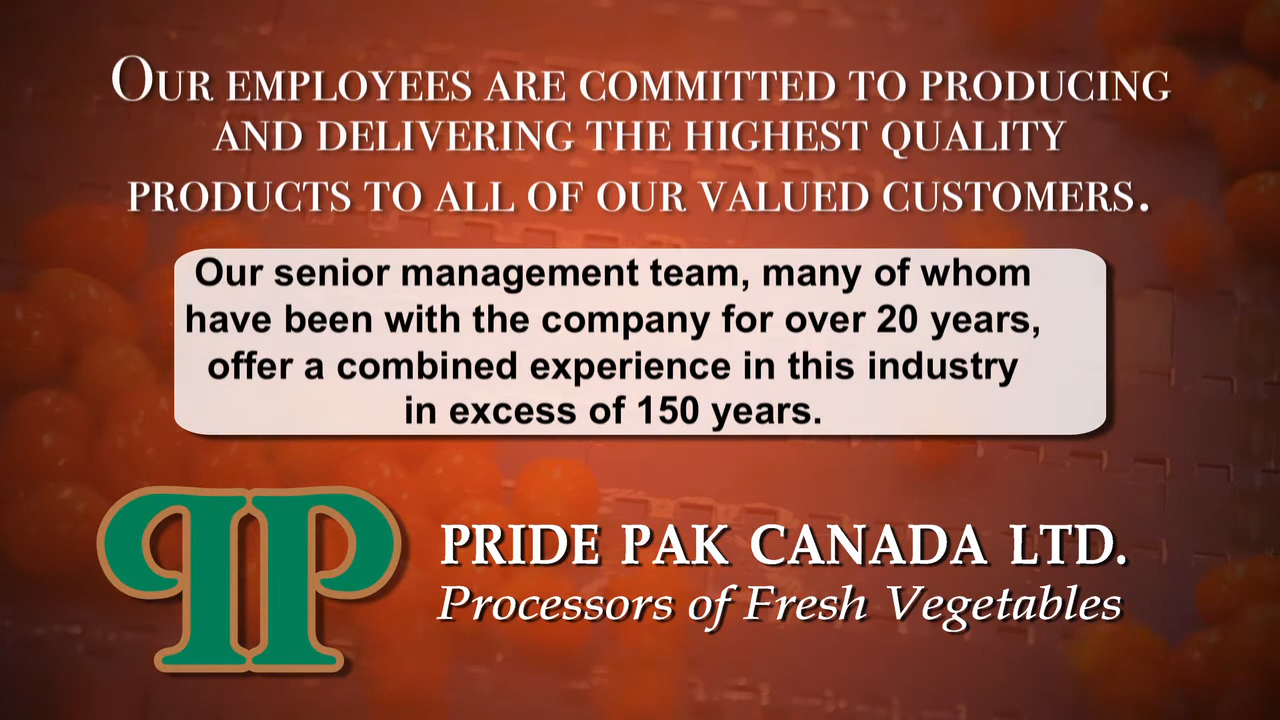 Our employees are committed to producing
and delivering the highest quality
products to all of our valued customers.
Our senior management team, many of whom
have been with the company for over 20 years,
offer a combined experience in this industry
in excess of 150 years.
PP
PRIDE PAK CANADA LTD.
Processors of Fresh Vegetables